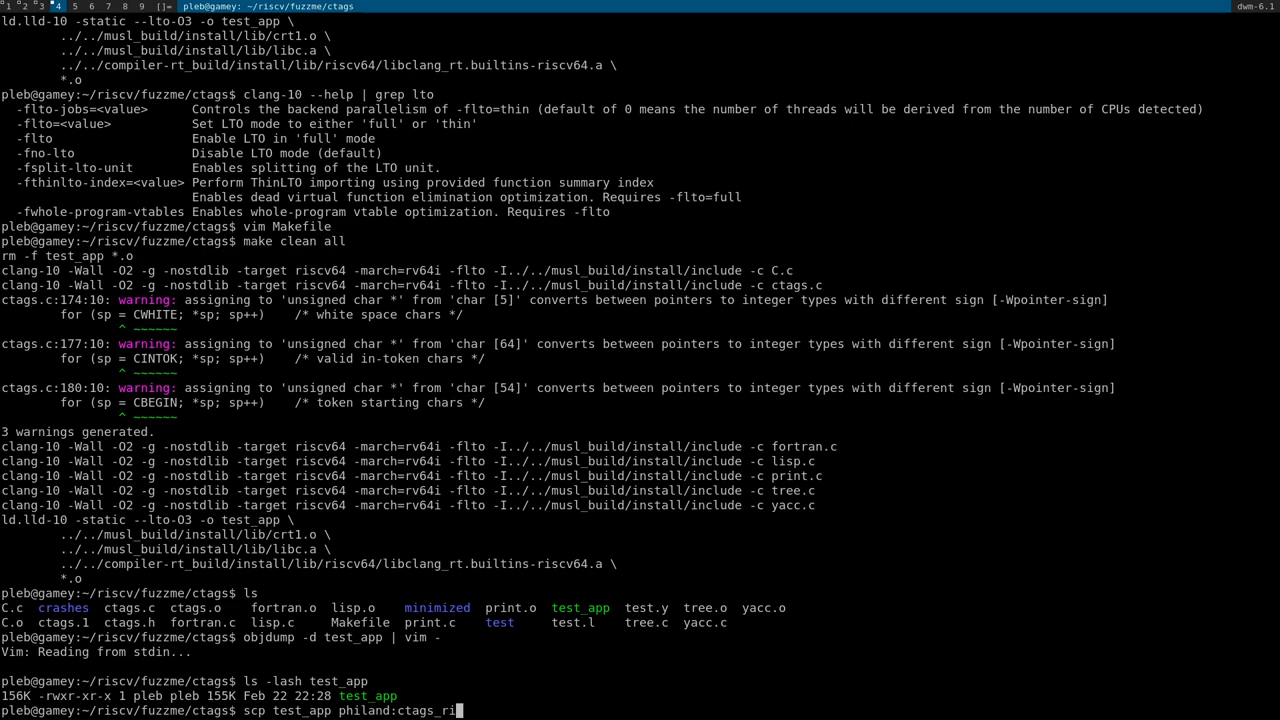 1 2 3 4 5 6 7 8 9 []= pleb@gamey: ~/riscv/fuzzme/ctags dwm-6.1
ld.lld-10 -static --lto-O3 -o test_app \
../../musl_build/install/lib/crt1.o \
../../musl_build/install/lib/libc.a \
../../compiler-rt_build/install/lib/riscv64/libclang_rt.builtins-riscv64.a \
*.o
pleb@gamey:~/riscv/fuzzme/ctags$ clang-10 --help | grep lto
-flto-jobs=<value> Controls the backend parallelism of -flto=thin (default of 0 means the number of threads will be derived from the number of CPUs detected)
-flto=<value> Set LTO mode to either 'full' or 'thin'
-flto Enable LTO in 'full' mode
-fno-lto Disable LTO mode (default)
-fsplit-lto-unit Enables splitting of the LTO unit.
-fthinlto-index=<value> Perform ThinLTO importing using provided function summary index
Enables dead virtual function elimination optimization. Requires -flto=full
-fwhole-program-vtables Enables whole-program vtable optimization. Requires -flto
pleb@gamey:~/riscv/fuzzme/ctags$ vim Makefile
pleb@gamey:~/riscv/fuzzme/ctags$ make clean all
rm -f test_app *.o
clang-10 -Wall -O2 -g -nostdlib -target riscv64 -march=rv64i -flto -I../../musl_build/install/include -c C.c
clang-10 -Wall -O2 -g -nostdlib -target riscv64 -march=rv64i -flto -I../../musl_build/install/include -c ctags.c
ctags.c:174:10: warning: assigning to 'unsigned char *' from 'char [5]' converts between pointers to integer types with different sign [-Wpointer-sign]
for (sp = CWHITE; *sp; sp++) /* white space chars */
^ ~~~~~~
ctags.c:177:10: warning: assigning to 'unsigned char *' from 'char [64]' converts between pointers to integer types with different sign [-Wpointer-sign]
for (sp = CINTOK; *sp; sp++) /* valid in-token chars */
^ ~~~~~~
ctags.c:180:10: warning: assigning to 'unsigned char *' from 'char [54]' converts between pointers to integer types with different sign [-Wpointer-sign]
for (sp = CBEGIN; *sp; sp++) /* token starting chars */
^ ~~~~~~
3 warnings generated.
clang-10 -Wall -O2 -g -nostdlib -target riscv64 -march=rv64i -flto -I../../musl_build/install/include -c fortran.c
clang-10 -Wall -O2 -g -nostdlib -target riscv64 -march=rv64i -flto -I../../musl_build/install/include -c lisp.c
clang-10 -Wall -O2 -g -nostdlib -target riscv64 -march=rv64i -flto -I../../musl_build/install/include -c print.c
clang-10 -Wall -O2 -g -nostdlib -target riscv64 -march=rv64i -flto -I../../musl_build/install/include -c tree.c
clang-10 -Wall -O2 -g -nostdlib -target riscv64 -march=rv64i -flto -I../../musl_build/install/include -c yacc.c
ld.lld-10 -static --lto-O3 -o test_app \
../../musl_build/install/lib/crt1.o \
../../musl_build/install/lib/libc.a \
../../compiler-rt_build/install/lib/riscv64/libclang_rt.builtins-riscv64.a \
*.o
pleb@gamey:~/riscv/fuzzme/ctags$ ls
C.c crashes ctags.c ctags.o fortran.o lisp.o minimized print.o test_app test.y tree.o yacc.o
C.o ctags.1 ctags.h fortran.c lisp.c Makefile print.c test test.l tree.c yacc.c
pleb@gamey:~/riscv/fuzzme/ctags$ objdump -d test_app | vim -
Vim: Reading from stdin...
pleb@gamey:~/riscv/fuzzme/ctags$ ls -lash test_app
156K -rwxr-xr-x 1 pleb pleb 155K Feb 22 22:28 test_app
pleb@gamey:~/riscv/fuzzme/ctags$ scp test_app philand:ctags_ri